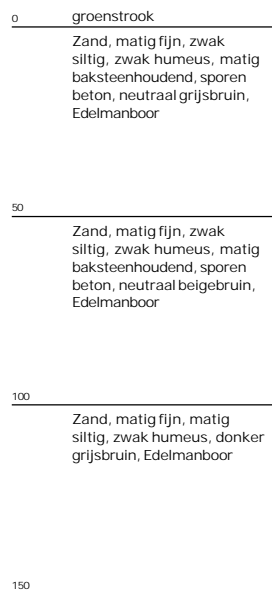 0 groenstrook
Zand, matig fijn, zwak
siltig, zwak humeus, matig
baksteenhoudend, sporen
beton, neutraal grijsbruin,
Edelmanboor
50
Zand, matig fijn, zwak
siltig, zwak humeus, matig
baksteenhoudend, sporen
beton, neutraal beigebruin,
Edelmanboor
100
Zand, matig fijn, matig
siltig, zwak humeus, donker
grijsbruin, Edelmanboor
150